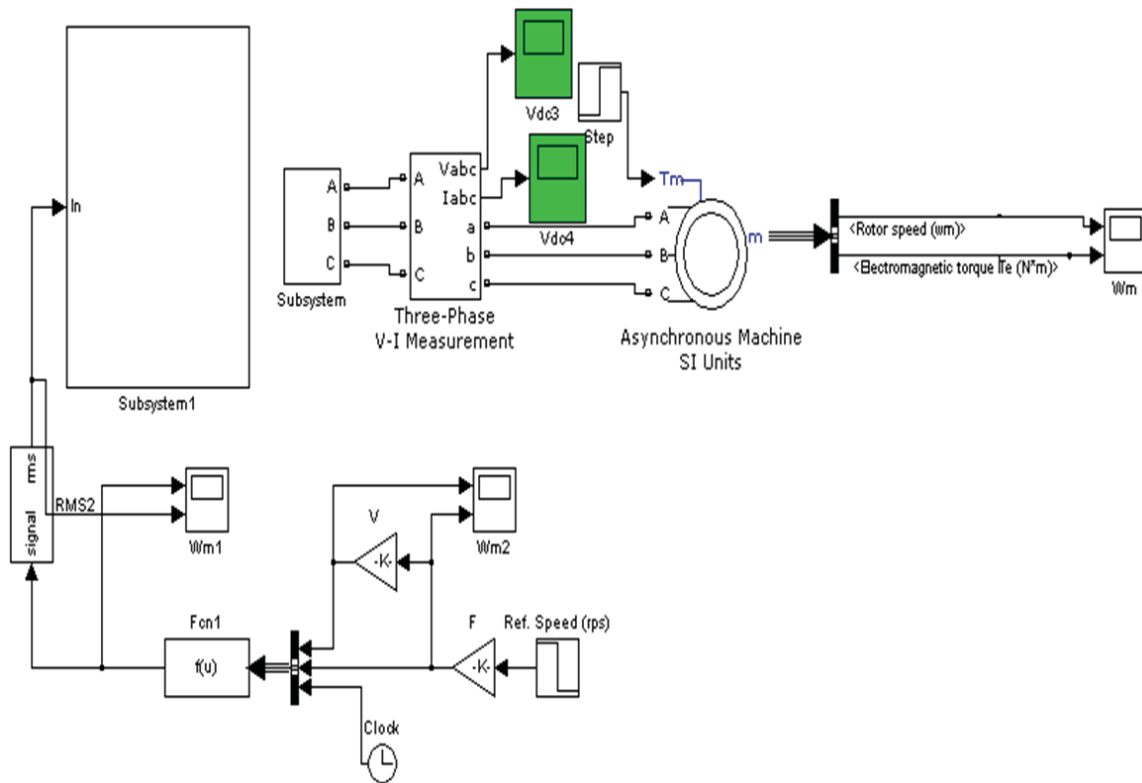 In
Subsystem1
Vdc3
Step
Vdc4
A
B
C
Subsystem
A
B
C
Vabc
Iabc
a
b
c
Three-Phase
V-I Measurement
Tm
A
B
C
m
Asynchronous Machine
SI Units
<Rotor speed (wm)>
<Electromagnetic torque Te (N*m)>
Wm
signal rms
RMS2
Wm1
V
-K-
Wm2
Fcn1
f(u)
F
-K-
Ref. Speed (rps)
Clock